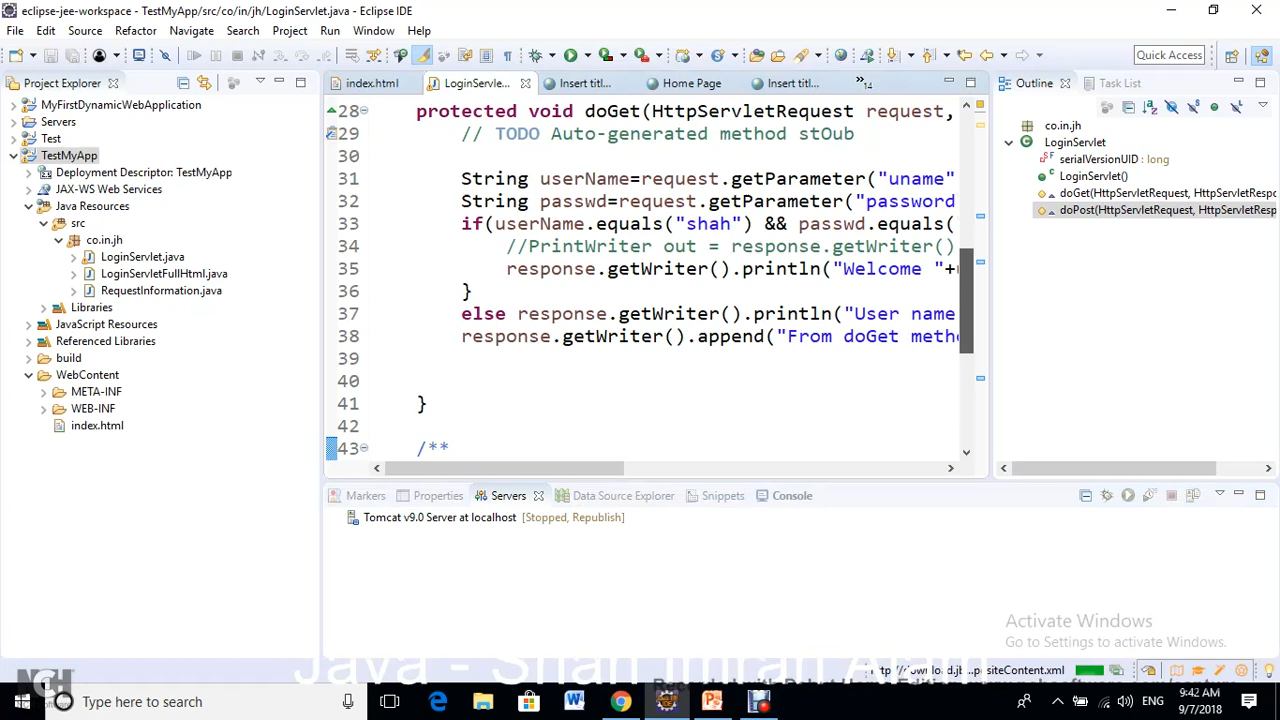 eclipse-jee-workspace - TestMyApp/src/co/in/jh/LoginServlet.java - Eclipse IDE
File Edit Source Refactor Navigate Search Project Run Window Help
Quick Access
Project Explorer
MyFirstDynamicWebApplication
Servers
Test
TestMyApp
Deployment Descriptor: TestMyApp
JAX-WS Web Services
Java Resources
src
co.in.jh
LoginServlet.java
LoginServletFullHtml.java
RequestInformation.java
Libraries
JavaScript Resources
Referenced Libraries
build
WebContent
META-INF
WEB-INF
index.html
index.html LoginServle... Insert titl... Home Page Insert titl... »14
28 protected void doGet(HttpServletRequest request,
29 // TODO Auto-generated method stOub
30
31 String userName=request.getParameter("uname"
32 String passwd=request.getParameter("password
33 if(userName.equals("shah") && passwd.equals(
34 //PrintWriter out = response.getWriter()
35 response.getWriter().println("Welcome "+
36 }
37 else response.getWriter().println("User name
38 response.getWriter().append("From doGet meth
39
40
41 }
42
43 /**
Outline Task List
co.in.jh
LoginServlet
serialVersionUID : long
LoginServlet()
doGet(HttpServletRequest, HttpServletRespo
doPost(HttpServletRequest, HttpServletResp
Markers Properties Servers Data Source Explorer Snippets Console
Tomcat v9.0 Server at localhost [Stopped, Republish]
Activate Windows
Go to Settings to activate Windows.
NCH
Type here to search
ENG
9:42 AM
9/7/2018